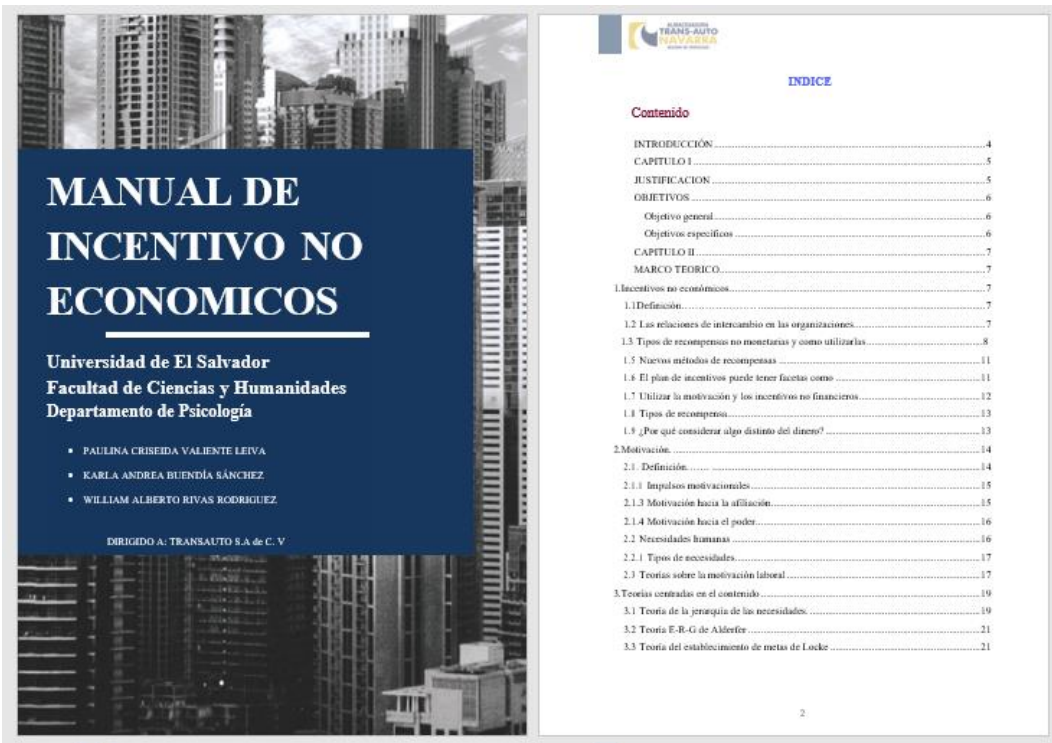 MANUAL DE
INCENTIVO NO
ECONOMICOS
Universidad de El Salvador
Facultad de Ciencias y Humanidades
Departamento de Psicología
▪ PAULINA CRISEIDA VALIENTE LEIVA
▪ KARLA ANDREA BUENDÍA SÁNCHEZ
▪ WILLIAM ALBERTO RIVAS RODRIGUEZ
DIRIGIDO A: TRANSAUTO S.A de C. V
TRANS-AUTO
NAVARRA
INDICE
Contenido
INTRODUCCIÓN ........ 4
CAPITULO I ........ 5
JUSTIFICACION ........ 5
OBJETIVOS ........ 6
Objetivo general ........ 6
Objetivos específicos ........ 6
CAPITULO II ........ 7
MARCO TEORICO ........ 7
1.Incentivos no económicos ........ 7
1.1Definición ........ 7
1.2 Las relaciones de intercambio en las organizaciones ........ 7
1.3 Tipos de recompensas no monetarias y como utilizarlas ........ 8
1.5 Nuevos métodos de recompensas ........ 11
1.6 El plan de incentivos puede tener facetas como ........ 11
1.7 Utilizar la motivación y los incentivos no financieros ........ 12
1.8 Tipos de recompensa ........ 13
1.9 ¿Por qué considerar algo distinto del dinero? ........ 13
2.Motivación. ........ 14
2.1. Definición ........ 14
2.1.1 Impulsos motivacionales ........ 15
2.1.3 Motivación hacia la afiliación ........ 15
2.1.4 Motivación hacia el poder ........ 16
2.2 Necesidades humanas ........ 16
2.2.1 Tipos de necesidades ........ 17
2.3 Teorías sobre la motivación laboral ........ 17
3.Teorías centradas en el contenido ........ 19
3.1 Teoría de la jerarquía de las necesidades. ........ 19
3.2 Teoría E-R-G de Alderfer ........ 21
3.3 Teoría del establecimiento de metas de Locke ........ 21
2